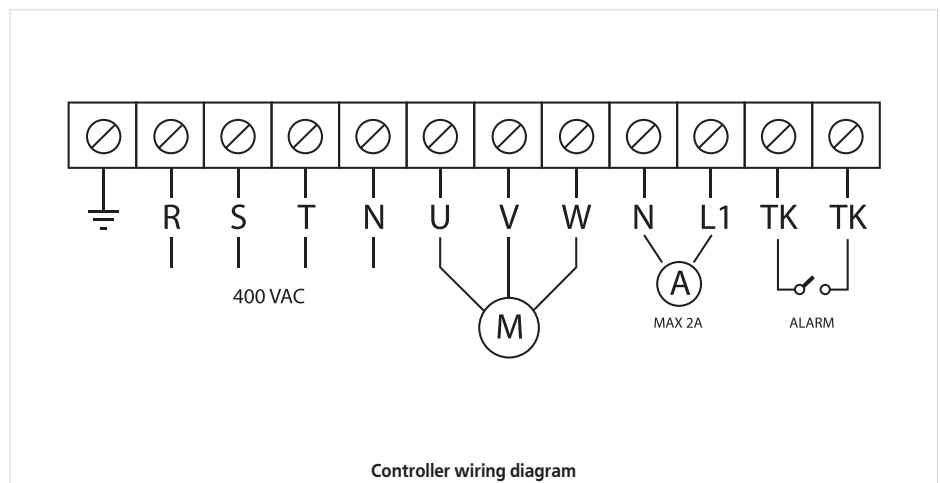 R S T N U V W N L1 TK TK
400 VAC
M
A
MAX 2A
ALARM
Controller wiring diagram